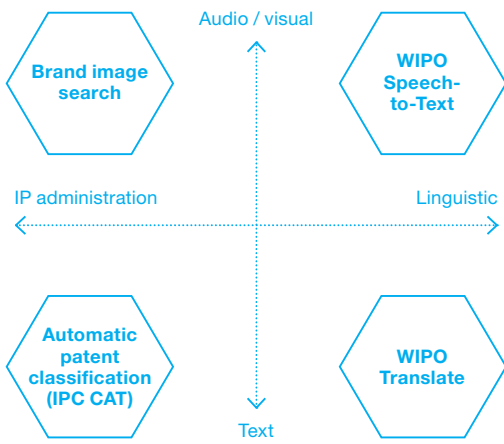 Audio / visual
Brand image
search
WIPO
Speech-
to-Text
IP administration
Linguistic
Automatic
patent
classification
(IPC CAT)
WIPO
Translate
Text